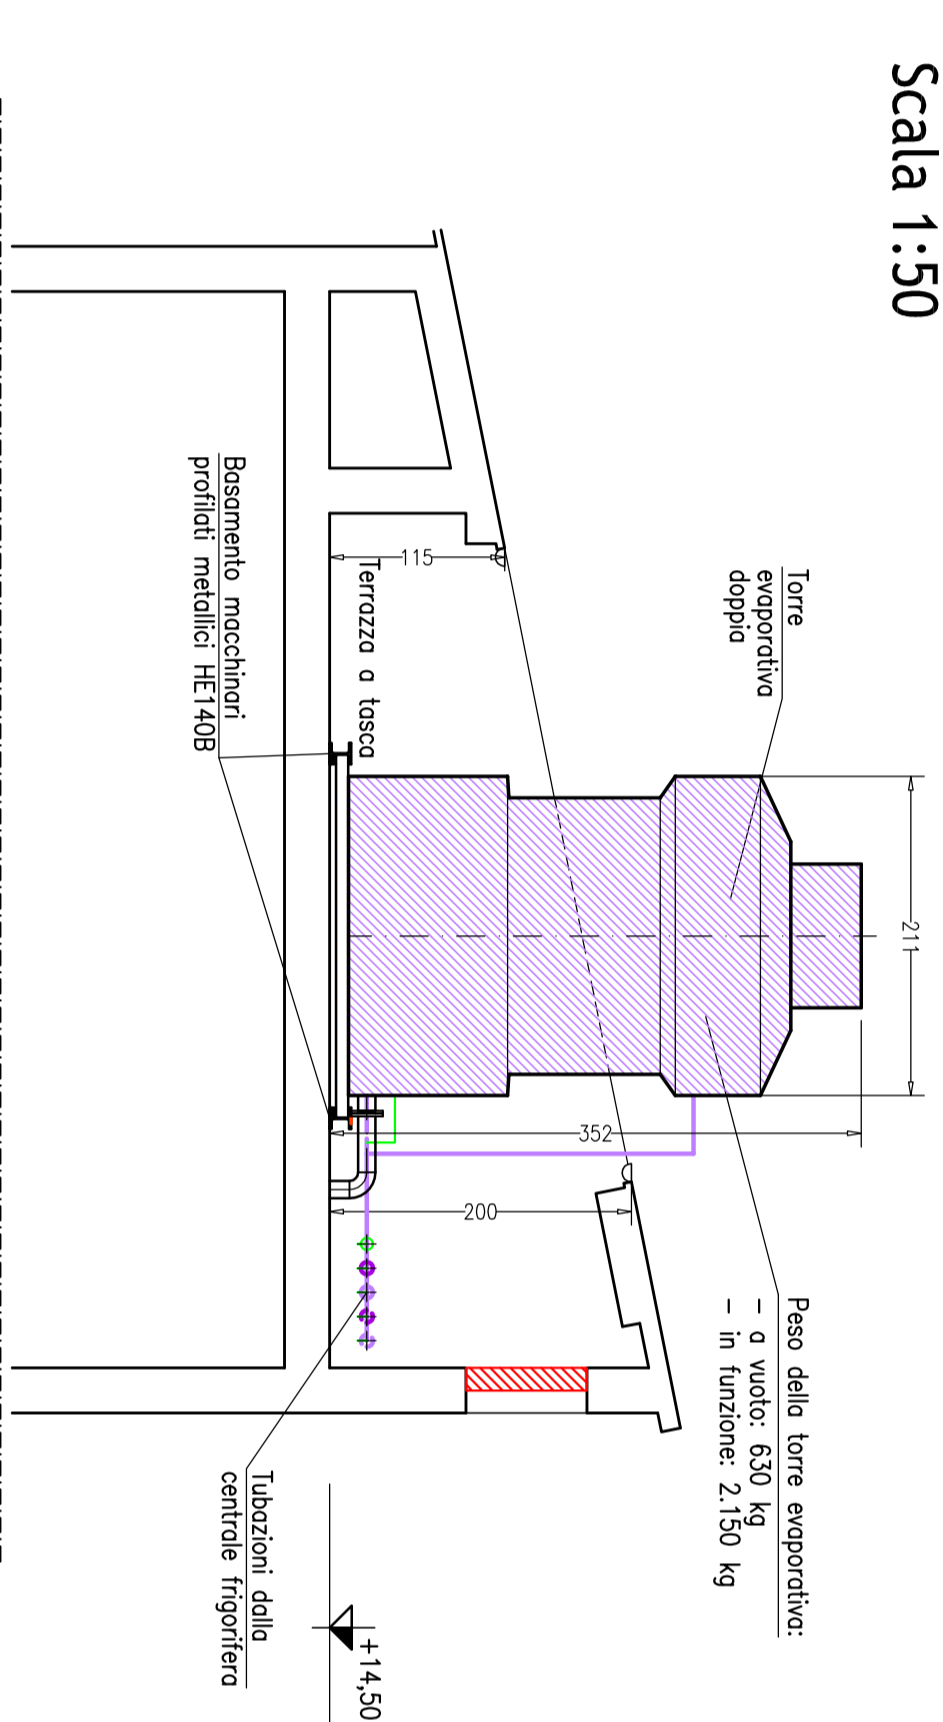 Scala 1:50
Torre
evaporativa
doppia
211
Peso della torre evaporativa:
- a vuoto: 630 kg
- in funzione: 2.150 kg
352
200
115
Terrazza a tasca
Basamento macchinari
profilati metallici HE140B
Tubazioni dalla
centrale frigorifera
+14,50